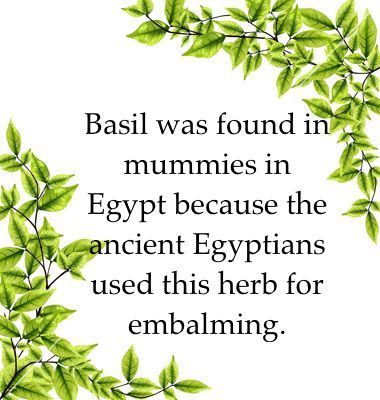 Basil was found in
mummies in
Egypt because the
ancient Egyptians
used this herb for
embalming.